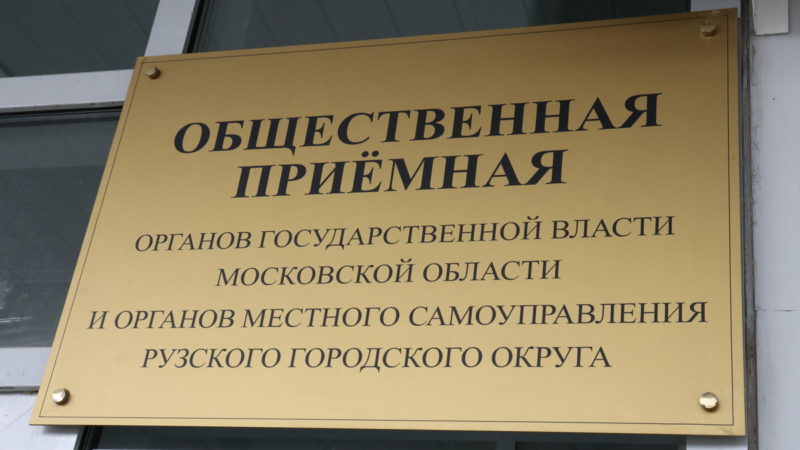 ОБЩЕСТВЕННАЯ
ПРИЁМНАЯ
ОРГАНОВ ГОСУДАРСТВЕННОЙ ВЛАСТИ
МОСКОВСКОЙ ОБЛАСТИ
И ОРГАНОВ МЕСТНОГО САМОУПРАВЛЕНИЯ
РУЗСКОГО ГОРОДСКОГО ОКРУГА